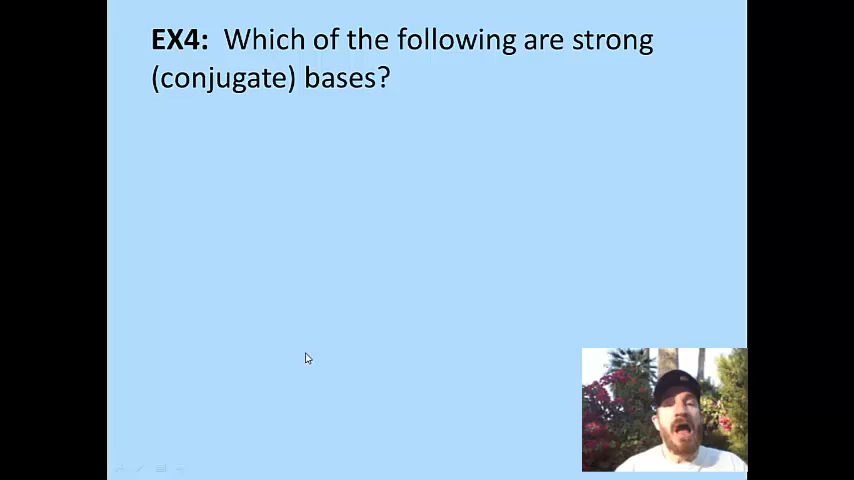 EX4: Which of the following are strong
(conjugate) bases?